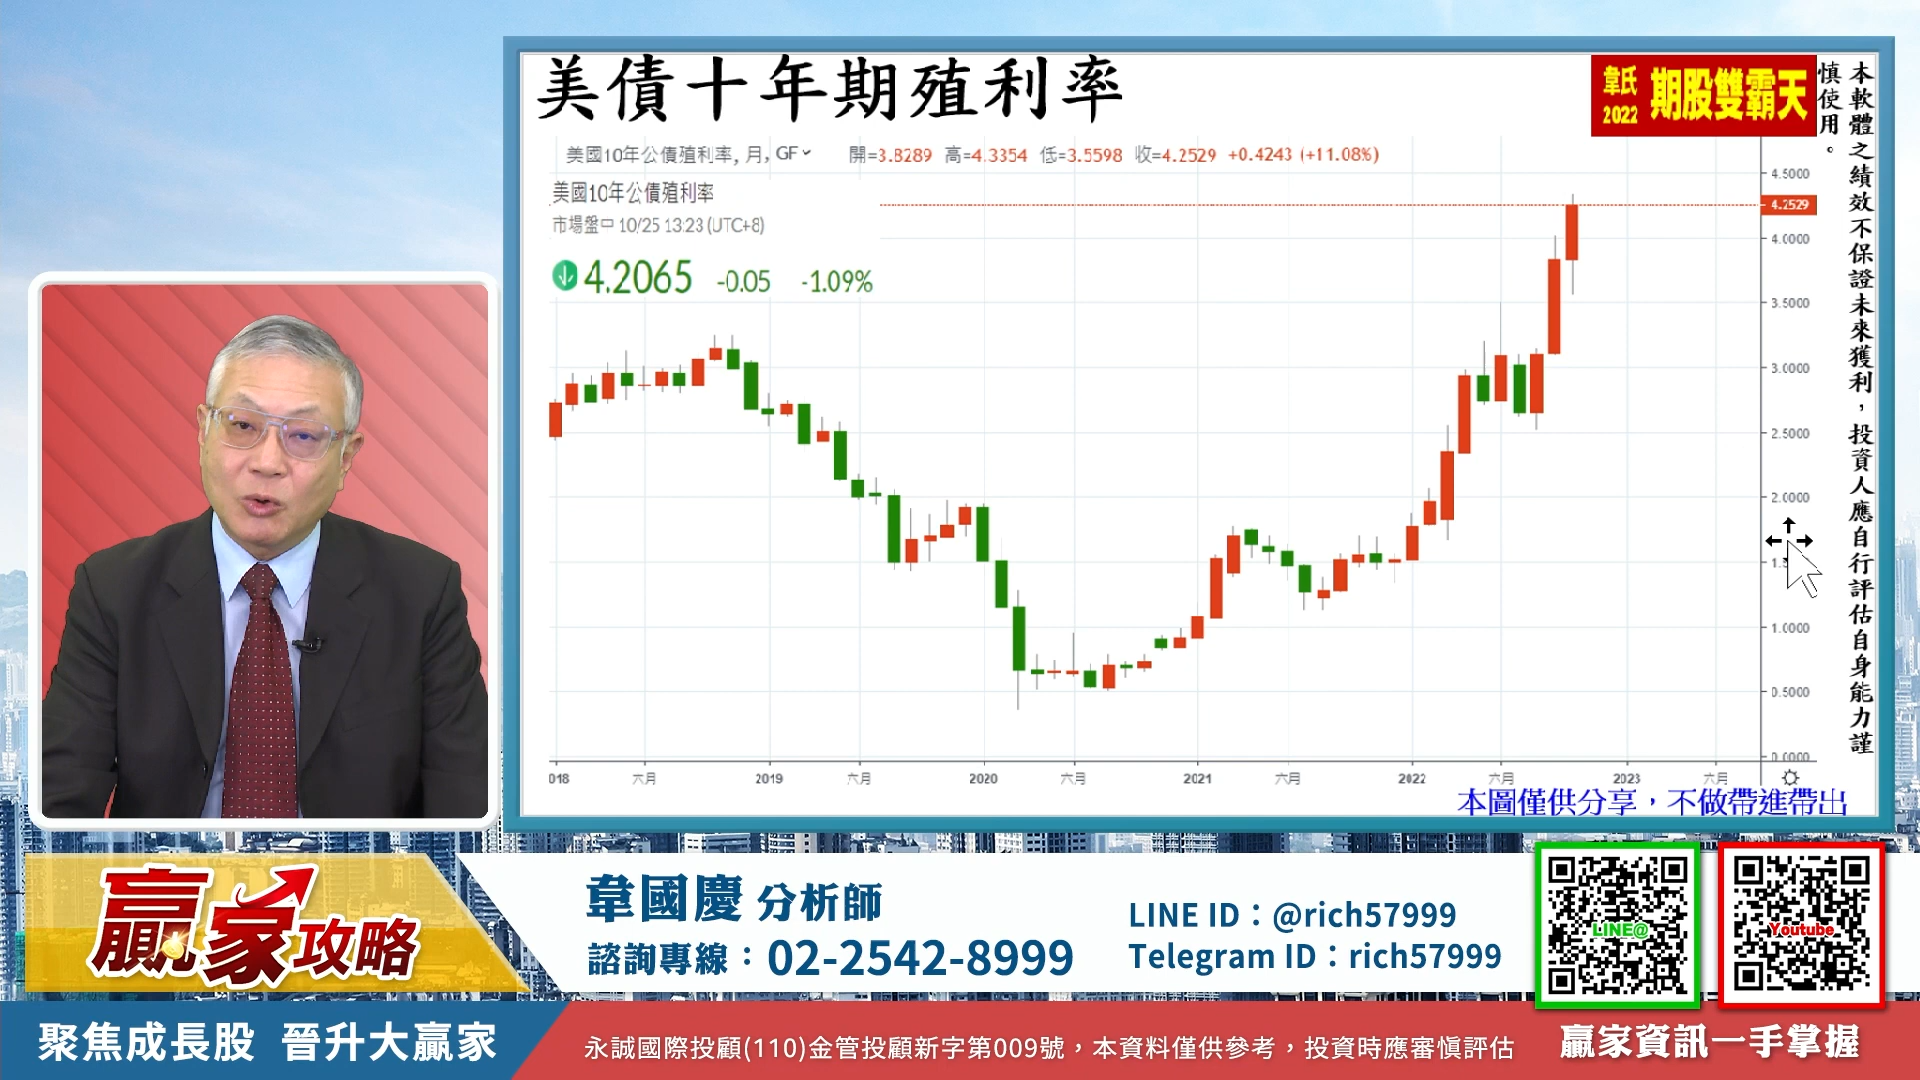 美債十年期殖利率
韋氏
2022
期股雙霸天
本軟體之績效不保證未來獲利，投資人應自行評估自身能力謹
慎使用。
美國10年公債殖利率, 月, GF
開=3.8289 高=4.3354 低=3.5598 收=4.2529 +0.4243 (+11.08%)
美國10年公債殖利率
市場盤中 10/25 13:23 (UTC+8)
4.2065 -0.05 -1.09%
4.5000
4.2529
4.0000
3.5000
3.0000
2.5000
2.0000
1.0000
0.5000
0.0000
018 六月 2019 六月 2020 六月 2021 六月 2022 六月 2023 六月
本圖僅供分享，不做帶進帶出
贏家攻略
韋國慶 分析師
諮詢專線：02-2542-8999
LINE ID：@rich57999
Telegram ID：rich57999
LINE@
Youtube
聚焦成長股 晉升大贏家
永誠國際投顧(110)金管投顧新字第009號，本資料僅供參考，投資時應審慎評估
贏家資訊一手掌握